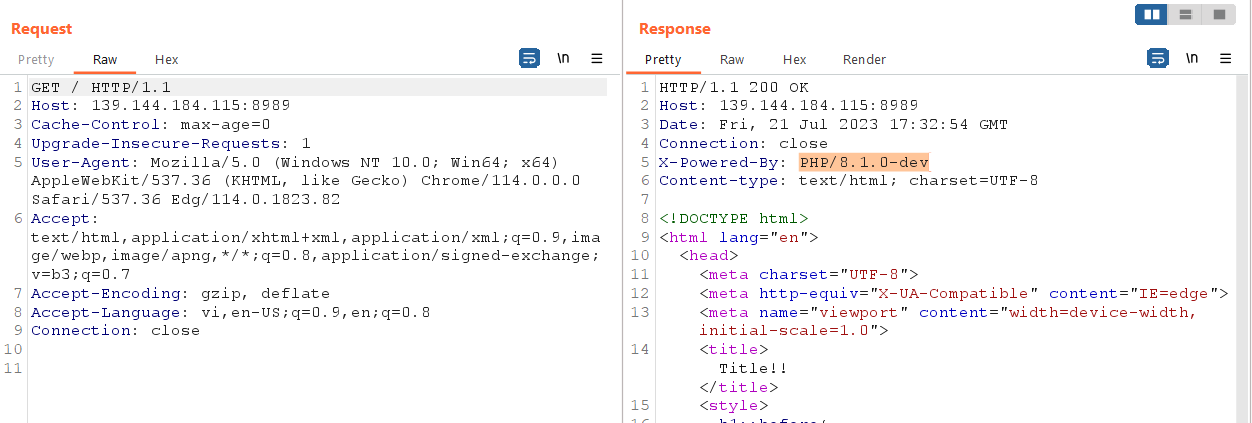 Request
Pretty Raw Hex \n
1 GET / HTTP/1.1
2 Host: 139.144.184.115:8989
3 Cache-Control: max-age=0
4 Upgrade-Insecure-Requests: 1
5 User-Agent: Mozilla/5.0 (Windows NT 10.0; Win64; x64)
AppleWebKit/537.36 (KHTML, like Gecko) Chrome/114.0.0.0
Safari/537.36 Edg/114.0.1823.82
6 Accept:
text/html,application/xhtml+xml,application/xml;q=0.9,ima
ge/webp,image/apng,*/*;q=0.8,application/signed-exchange;
v=b3;q=0.7
7 Accept-Encoding: gzip, deflate
8 Accept-Language: vi,en-US;q=0.9,en;q=0.8
9 Connection: close
10
11
Response
Pretty Raw Hex Render \n
1 HTTP/1.1 200 OK
2 Host: 139.144.184.115:8989
3 Date: Fri, 21 Jul 2023 17:32:54 GMT
4 Connection: close
5 X-Powered-By: PHP/8.1.0-dev
6 Content-type: text/html; charset=UTF-8
7
8 <!DOCTYPE html>
9 <html lang="en">
10 <head>
11 <meta charset="UTF-8">
12 <meta http-equiv="X-UA-Compatible" content="IE=edge">
13 <meta name="viewport" content="width=device-width,
initial-scale=1.0">
14 <title>
Title!!
</title>
15 <style>